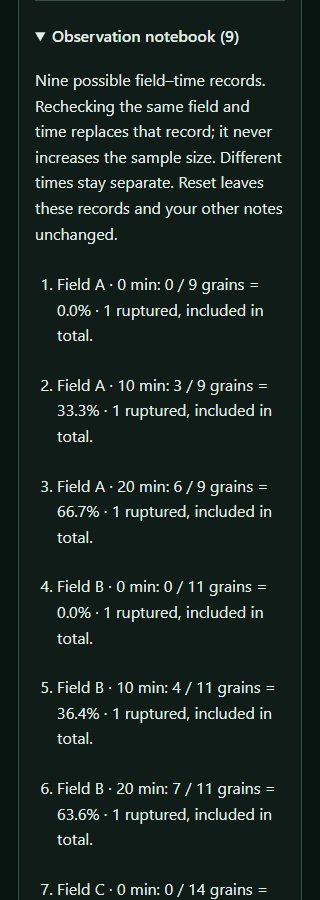 ▼ Observation notebook (9)
Nine possible field–time records.
Rechecking the same field and
time replaces that record; it never
increases the sample size. Different
times stay separate. Reset leaves
these records and your other notes
unchanged.
1. Field A · 0 min: 0 / 9 grains =
0.0% · 1 ruptured, included in
total.
2. Field A · 10 min: 3 / 9 grains =
33.3% · 1 ruptured, included in
total.
3. Field A · 20 min: 6 / 9 grains =
66.7% · 1 ruptured, included in
total.
4. Field B · 0 min: 0 / 11 grains =
0.0% · 1 ruptured, included in
total.
5. Field B · 10 min: 4 / 11 grains =
36.4% · 1 ruptured, included in
total.
6. Field B · 20 min: 7 / 11 grains =
63.6% · 1 ruptured, included in
total.
7. Field C · 0 min: 0 / 14 grains =